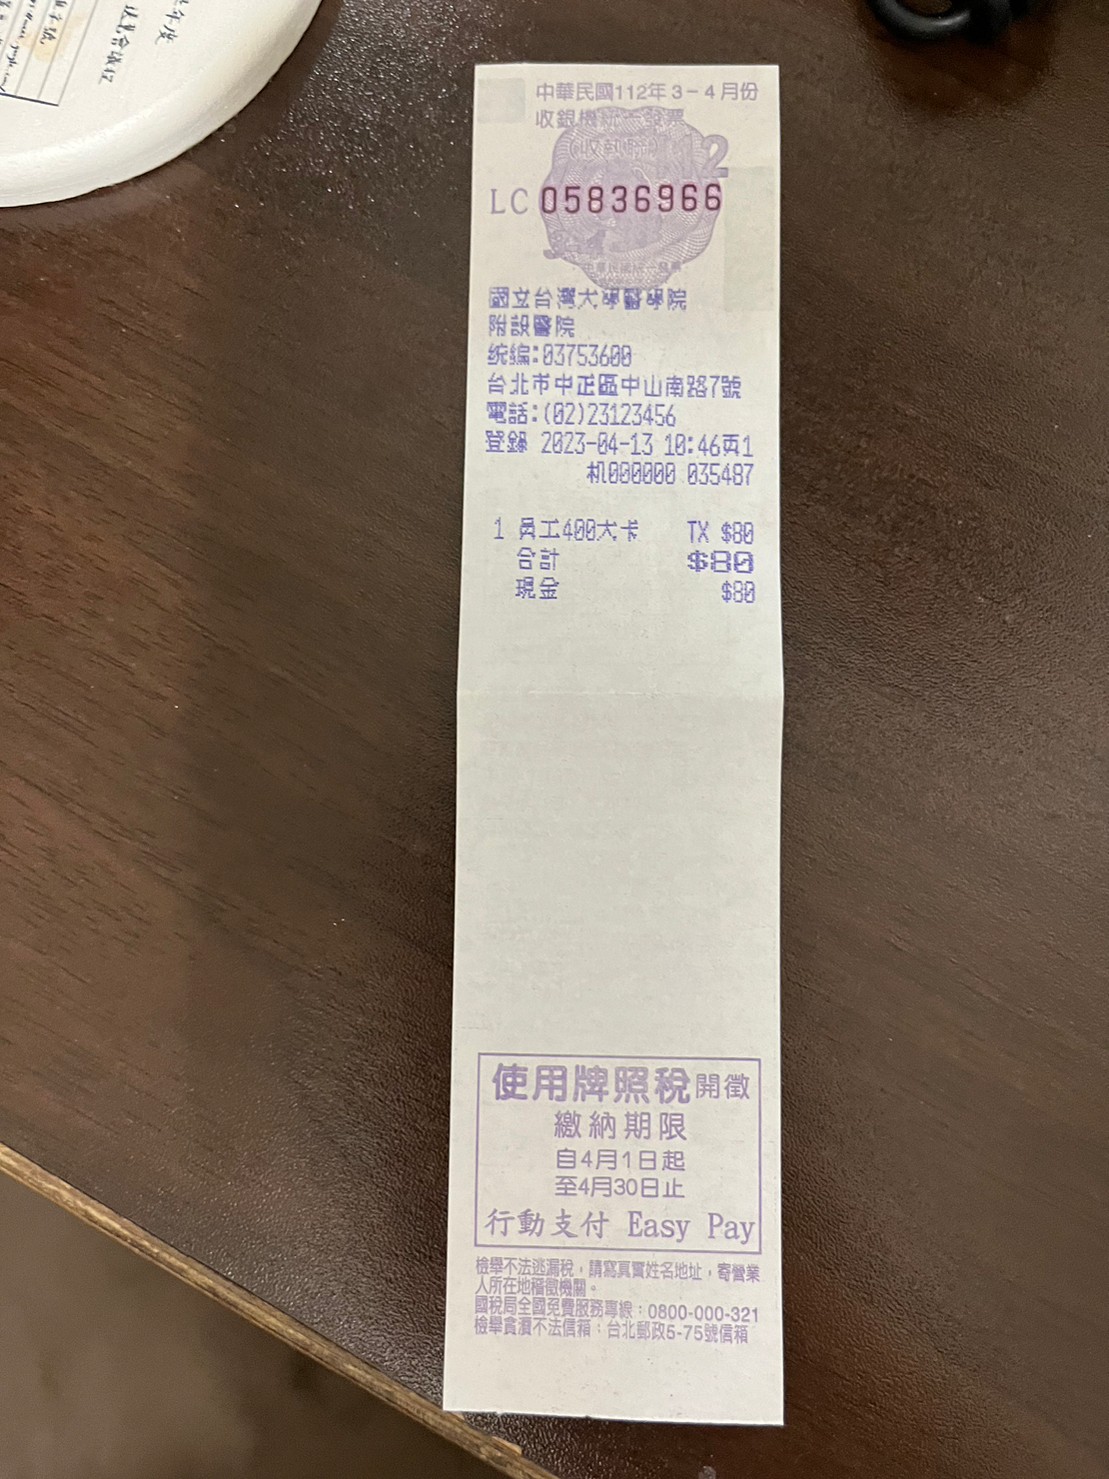 中華民國112年3－4月份
收銀機統一發票
(收執聯) 2
LC 05836966
國立台灣大學醫學院
附設醫院
統編:03753600
台北市中正區中山南路7號
電話:(02)23123456
登錄 2023-04-13 10:46頁1
机000000 035487
1 員工400大卡 TX $80
合計 $80
現金 $80
使用牌照稅開徵
繳納期限
自4月1日起
至4月30日止
行動支付 Easy Pay
檢舉不法逃漏稅，請寫真實姓名地址，寄營業
人所在地稽徵機關。
國稅局全國免費服務專線：0800-000-321
檢舉貪瀆不法信箱：台北郵政5-75號信箱